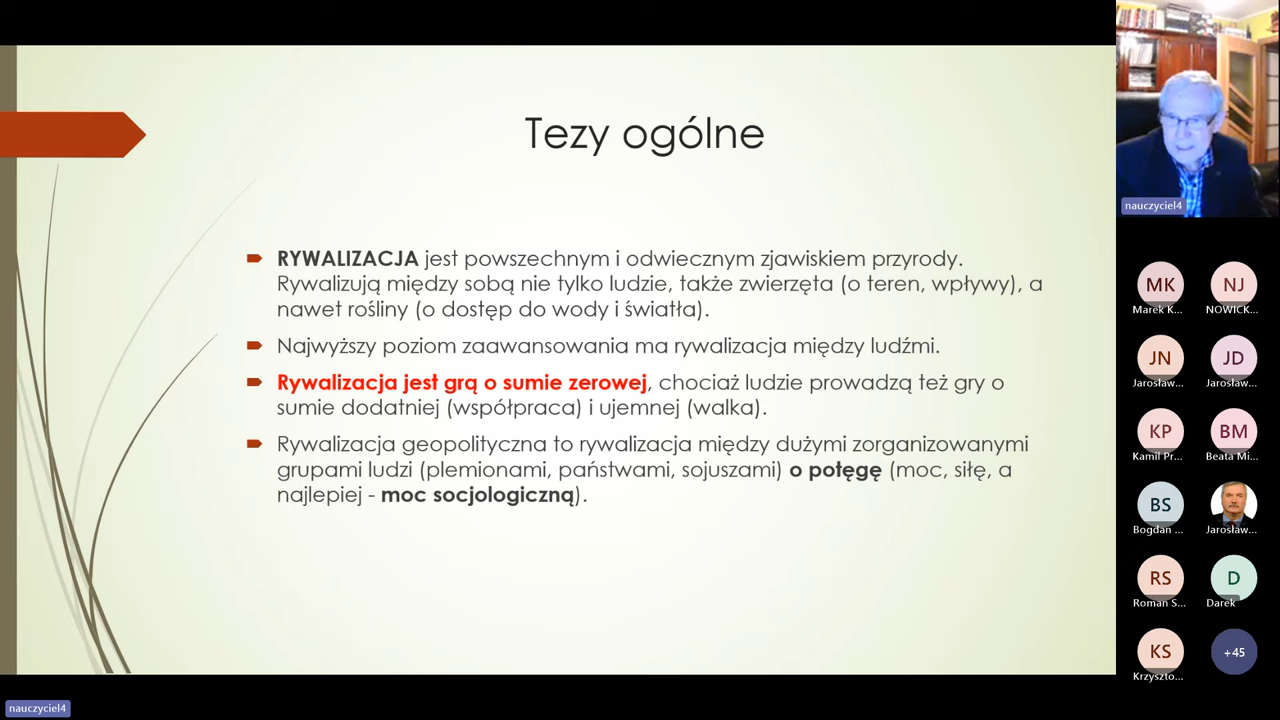 Tezy ogólne
RYWALIZACJA jest powszechnym i odwiecznym zjawiskiem przyrody.
Rywalizują między sobą nie tylko ludzie, także zwierzęta (o teren, wpływy), a
nawet rośliny (o dostęp do wody i światła).
Najwyższy poziom zaawansowania ma rywalizacja między ludźmi.
Rywalizacja jest grą o sumie zerowej, chociaż ludzie prowadzą też gry o
sumie dodatniej (współpraca) i ujemnej (walka).
Rywalizacja geopolityczna to rywalizacja między dużymi zorganizowanymi
grupami ludzi (plemionami, państwami, sojuszami) o potęgę (moc, siłę, a
najlepiej - moc socjologiczną).
nauczyciel4
MK
NJ
Marek K...
NOWICK...
JN
JD
Jarosław...
Jarosław...
KP
BM
Kamil Pr...
Beata Mi...
BS
Bogdan ...
Jarosław...
RS
D
Roman S...
Darek
KS
+45
Krzyszto...
nauczyciel4